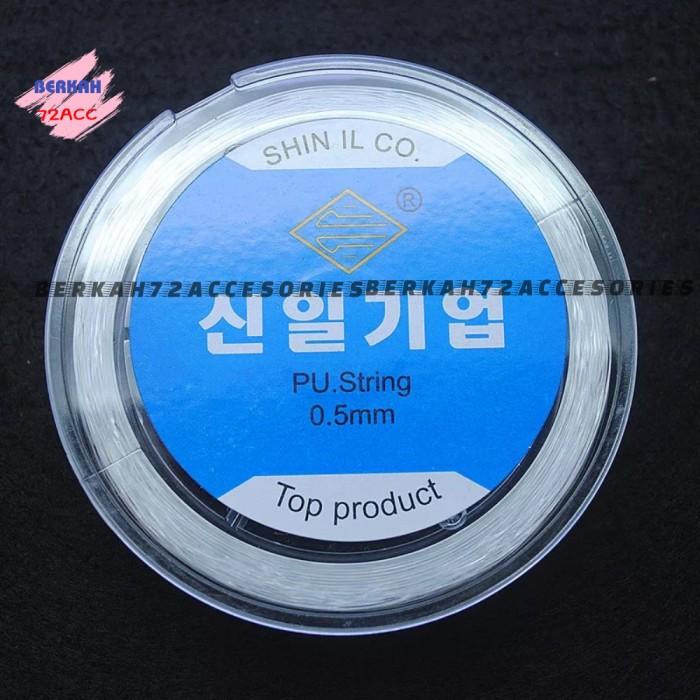 BERKAH
72ACC
SHIN IL CO.
®
BERKAH72ACCESORIESBERKAH72ACCESORIES
신일기업
PU.String
0.5mm
Top product